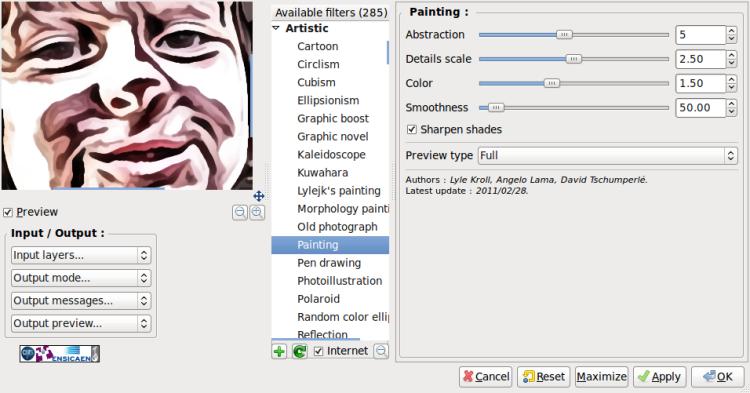 Preview
Input / Output :
Input layers...
Output mode...
Output messages...
Output preview...
ENSICAEN
Available filters (285)
Artistic
Cartoon
Circlism
Cubism
Ellipsionism
Graphic boost
Graphic novel
Kaleidoscope
Kuwahara
Lylejk's painting
Morphology painti
Old photograph
Painting
Pen drawing
Photoillustration
Polaroid
Random color elli
Reflection
Internet
Painting :
Abstraction 5
Details scale 2.50
Color 1.50
Smoothness 50.00
Sharpen shades
Preview type Full
Authors : Lyle Kroll, Angelo Lama, David Tschumperlé.
Latest update : 2011/02/28.
Cancel Reset Maximize Apply OK